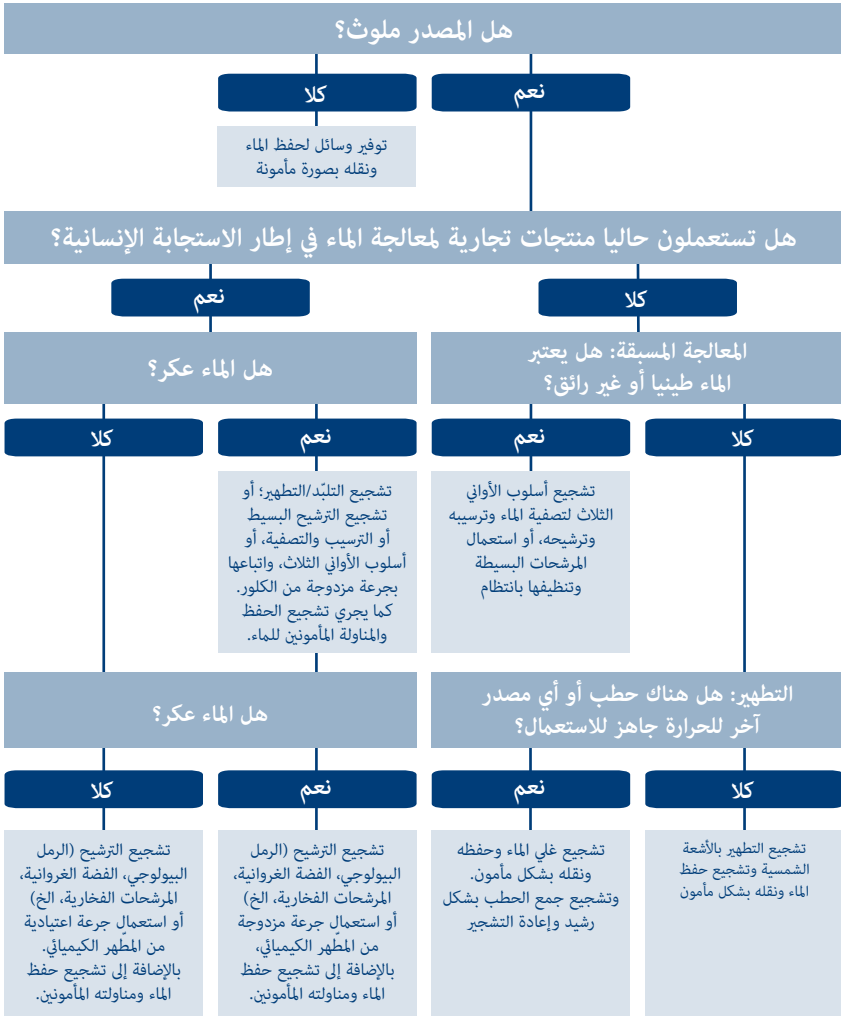 هل المصدر ملوث؟
نعم
كلا
توفير وسائل لحفظ الماء
ونقله بصورة مأمونة
هل تستعملون حاليا منتجات تجارية لمعالجة الماء في إطار الاستجابة الإنسانية؟
كلا
نعم
المعالجة المسبقة: هل يعتبر
الماء طينيا أو غير رائق؟
هل الماء عكر؟
كلا
نعم
نعم
كلا
تشجيع أسلوب الأواني
الثلاث لتصفية الماء وترسيبه
وترشيحه، أو استعمال
المرشحات البسيطة
وتنظيفها بانتظام
تشجيع التلبّد/التطهير؛ أو
تشجيع الترشيح البسيط
أو الترسيب والتصفية، أو
أسلوب الأواني الثلاث، واتباعها
بجرعة مزدوجة من الكلور.
كما يجري تشجيع الحفظ
والمناولة المأمونين للماء.
التطهير: هل هناك حطب أو أي مصدر
آخر للحرارة جاهز للاستعمال؟
هل الماء عكر؟
كلا
نعم
نعم
كلا
تشجيع التطهير بالأشعة
الشمسية وتشجيع حفظ
الماء ونقله بشكل مأمون
تشجيع غلي الماء وحفظه
ونقله بشكل مأمون.
وتشجيع جمع الحطب بشكل
رشيد وإعادة التشجير
تشجيع الترشيح (الرمل
البيولوجي، الفضة الغروانية،
المرشحات الفخارية، الخ)
أو استعمال جرعة مزدوجة
من المطّهر الكيميائي،
بالإضافة إلى تشجيع حفظ
الماء ومناولته المأمونين.
تشجيع الترشيح (الرمل
البيولوجي، الفضة الغروانية،
المرشحات الفخارية، الخ)
أو استعمال جرعة اعتيادية
من المطّهر الكيميائي.
بالإضافة إلى تشجيع حفظ
الماء ومناولته المأمونين.